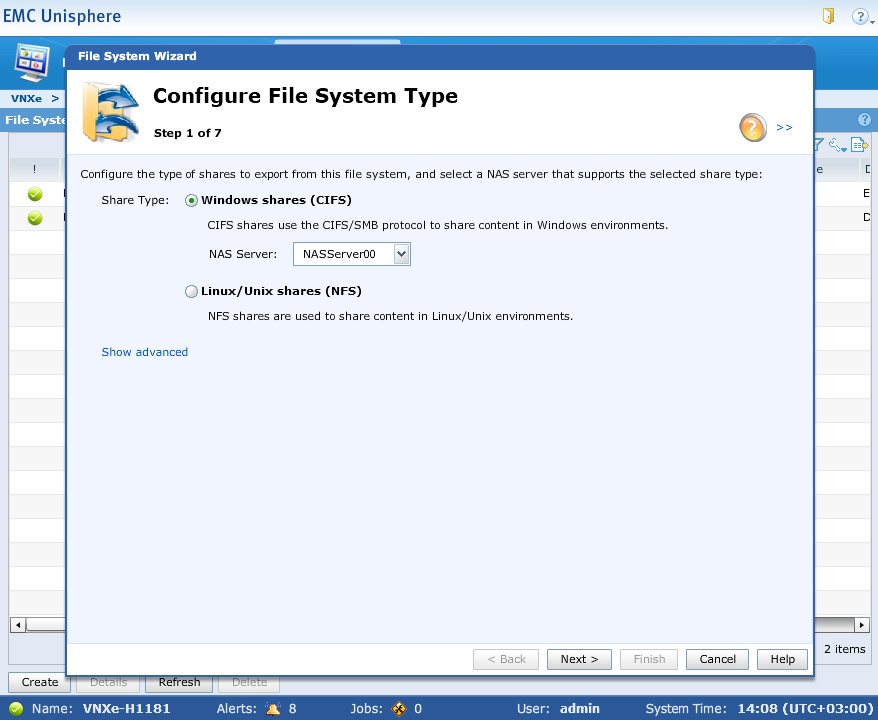 EMC Unisphere
File System Wizard
VNXe >
File Syste
Configure File System Type
Step 1 of 7
>>
!
Configure the type of shares to export from this file system, and select a NAS server that supports the selected share type:
Share Type: Windows shares (CIFS)
CIFS shares use the CIFS/SMB protocol to share content in Windows environments.
NAS Server: NASServer00
Linux/Unix shares (NFS)
NFS shares are used to share content in Linux/Unix environments.
Show advanced
2 items
< Back Next > Finish Cancel Help
Create Details Refresh Delete
Name: VNXe-H1181 Alerts: 8 Jobs: 0 User: admin System Time: 14:08 (UTC+03:00)